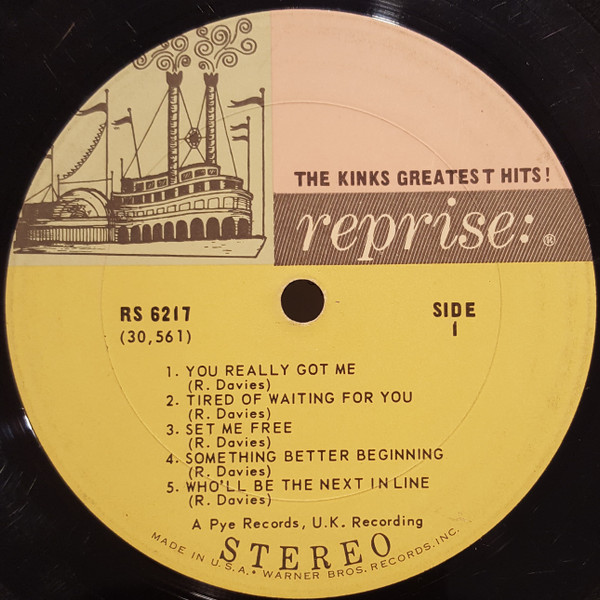 THE KINKS GREATEST HITS!
reprise:®
RS 6217
(30,561)
SIDE
1
1. YOU REALLY GOT ME
(R. Davies)
2. TIRED OF WAITING FOR YOU
(R. Davies)
3. SET ME FREE
(R. Davies)
4. SOMETHING BETTER BEGINNING
(R. Davies)
5. WHO'LL BE THE NEXT IN LINE
(R. Davies)
A Pye Records, U.K. Recording
STEREO
MADE IN U.S.A. • WARNER BROS. RECORDS, INC.